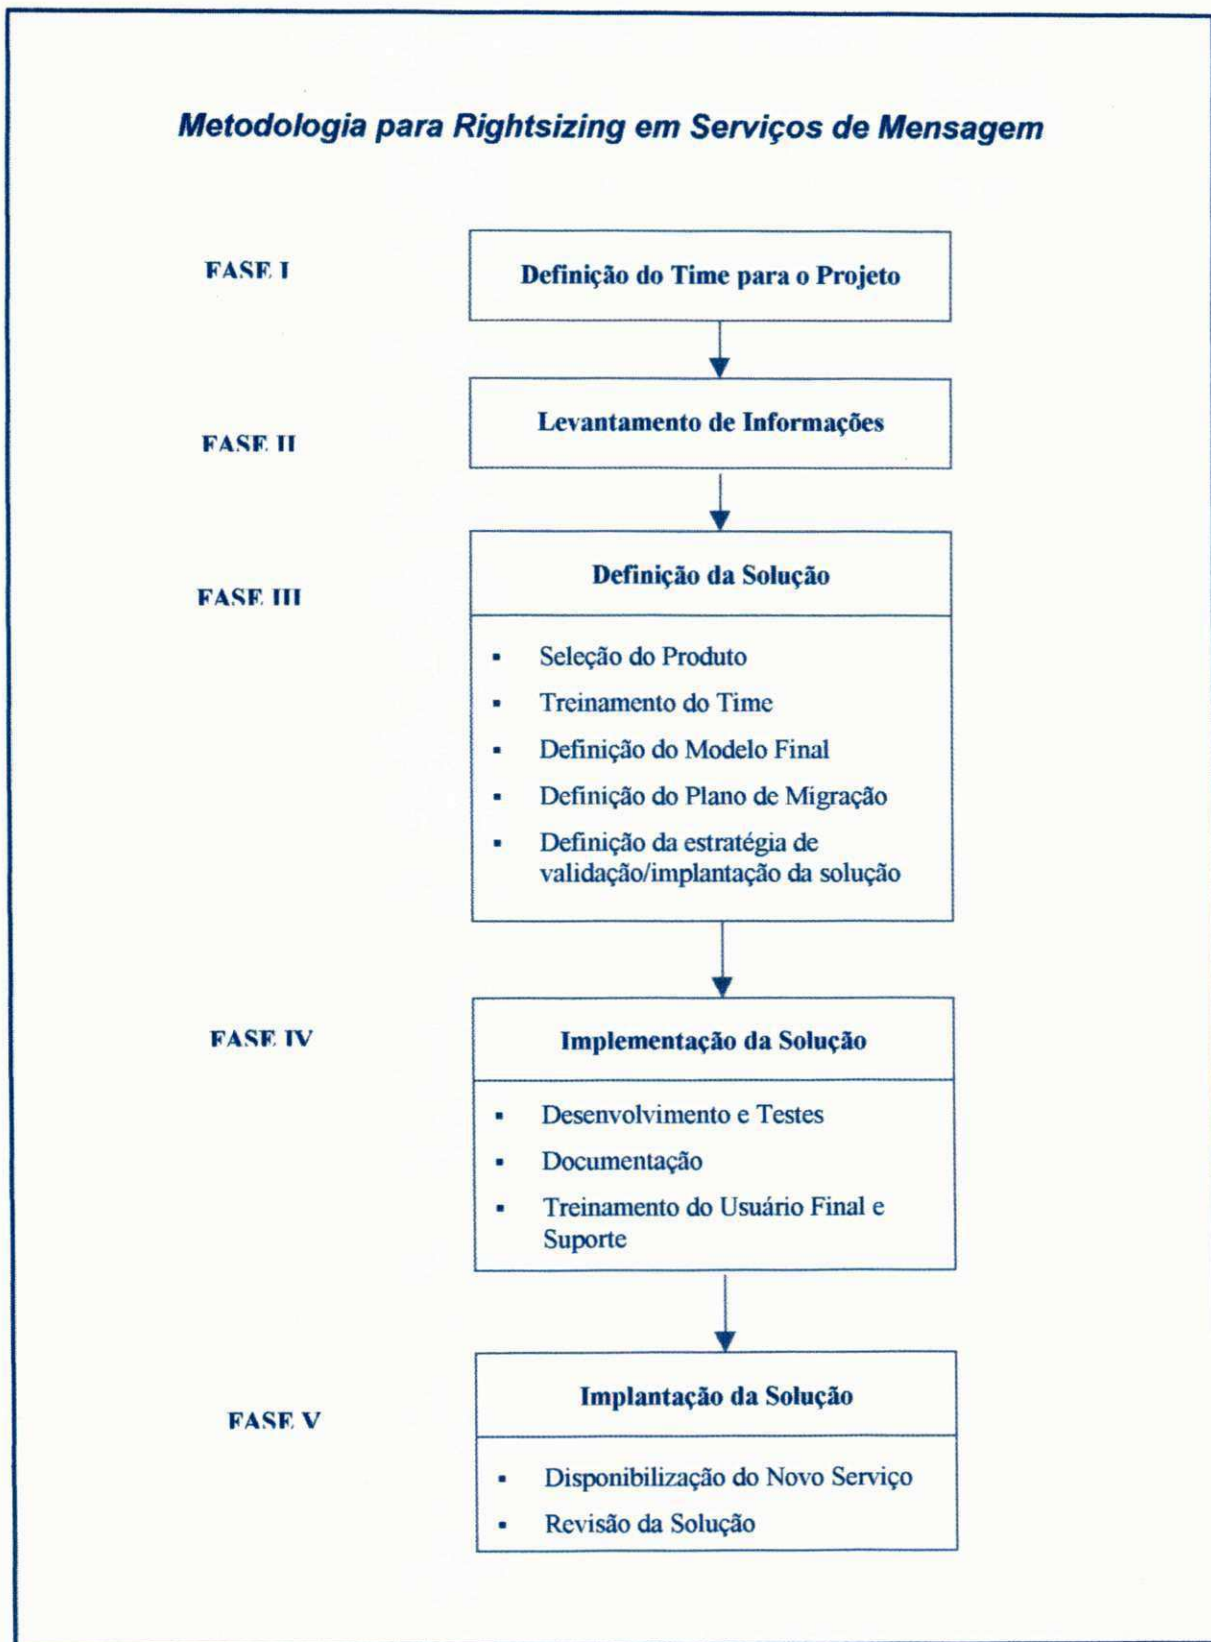 Metodologia para Rightsizing em Serviços de Mensagem
FASE I
Definição do Time para o Projeto
Levantamento de Informações
FASE II
Definição da Solução
FASE III
▪ Seleção do Produto
▪ Treinamento do Time
▪ Definição do Modelo Final
▪ Definição do Plano de Migração
▪ Definição da estratégia de
validação/implantação da solução
FASE IV
Implementação da Solução
▪ Desenvolvimento e Testes
▪ Documentação
▪ Treinamento do Usuário Final e
Suporte
Implantação da Solução
FASE V
▪ Disponibilização do Novo Serviço
▪ Revisão da Solução